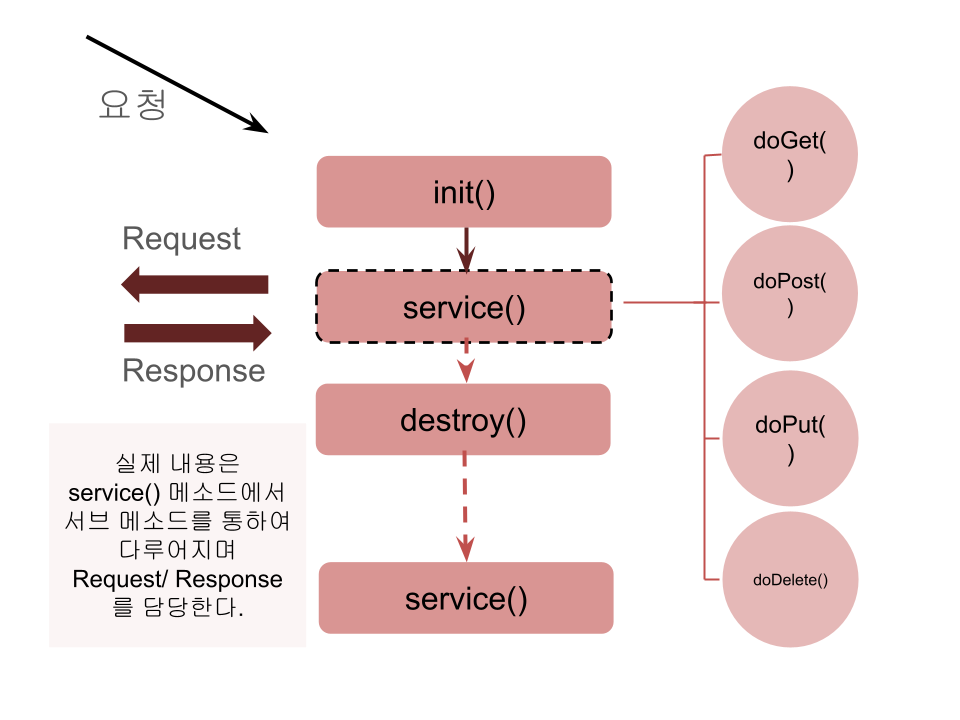 요청
init()
Request
service()
Response
destroy()
service()
실제 내용은
service() 메소드에서
서브 메소드를 통하여
다루어지며
Request/ Response
를 담당한다.
doGet(
)
doPost(
)
doPut(
)
doDelete()